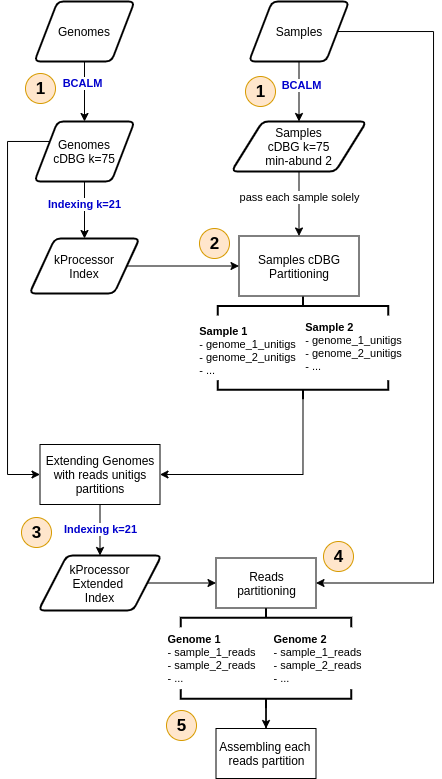 Genomes
Samples
1
BCALM
1
BCALM
Genomes
cDBG k=75
Samples
cDBG k=75
min-abund 2
Indexing k=21
pass each sample solely
2
kProcessor
Index
Samples cDBG
Partitioning
Sample 1
- genome_1_unitigs
- genome_2_unitigs
- ...
Sample 2
- genome_1_unitigs
- genome_2_unitigs
- ...
Extending Genomes
with reads unitigs
partitions
3
Indexing k=21
4
kProcessor
Extended
Index
Reads
partitioning
Genome 1
- sample_1_reads
- sample_2_reads
- ...
Genome 2
- sample_1_reads
- sample_2_reads
- ...
5
Assembling each
reads partition